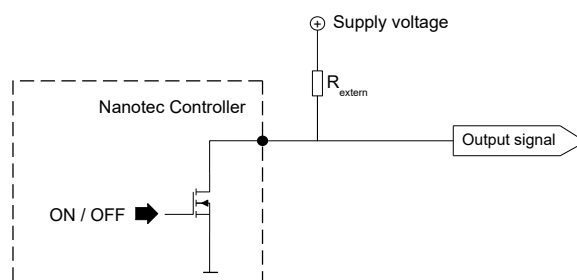 Supply voltage
R extern
Nanotec Controller
Output signal
ON / OFF